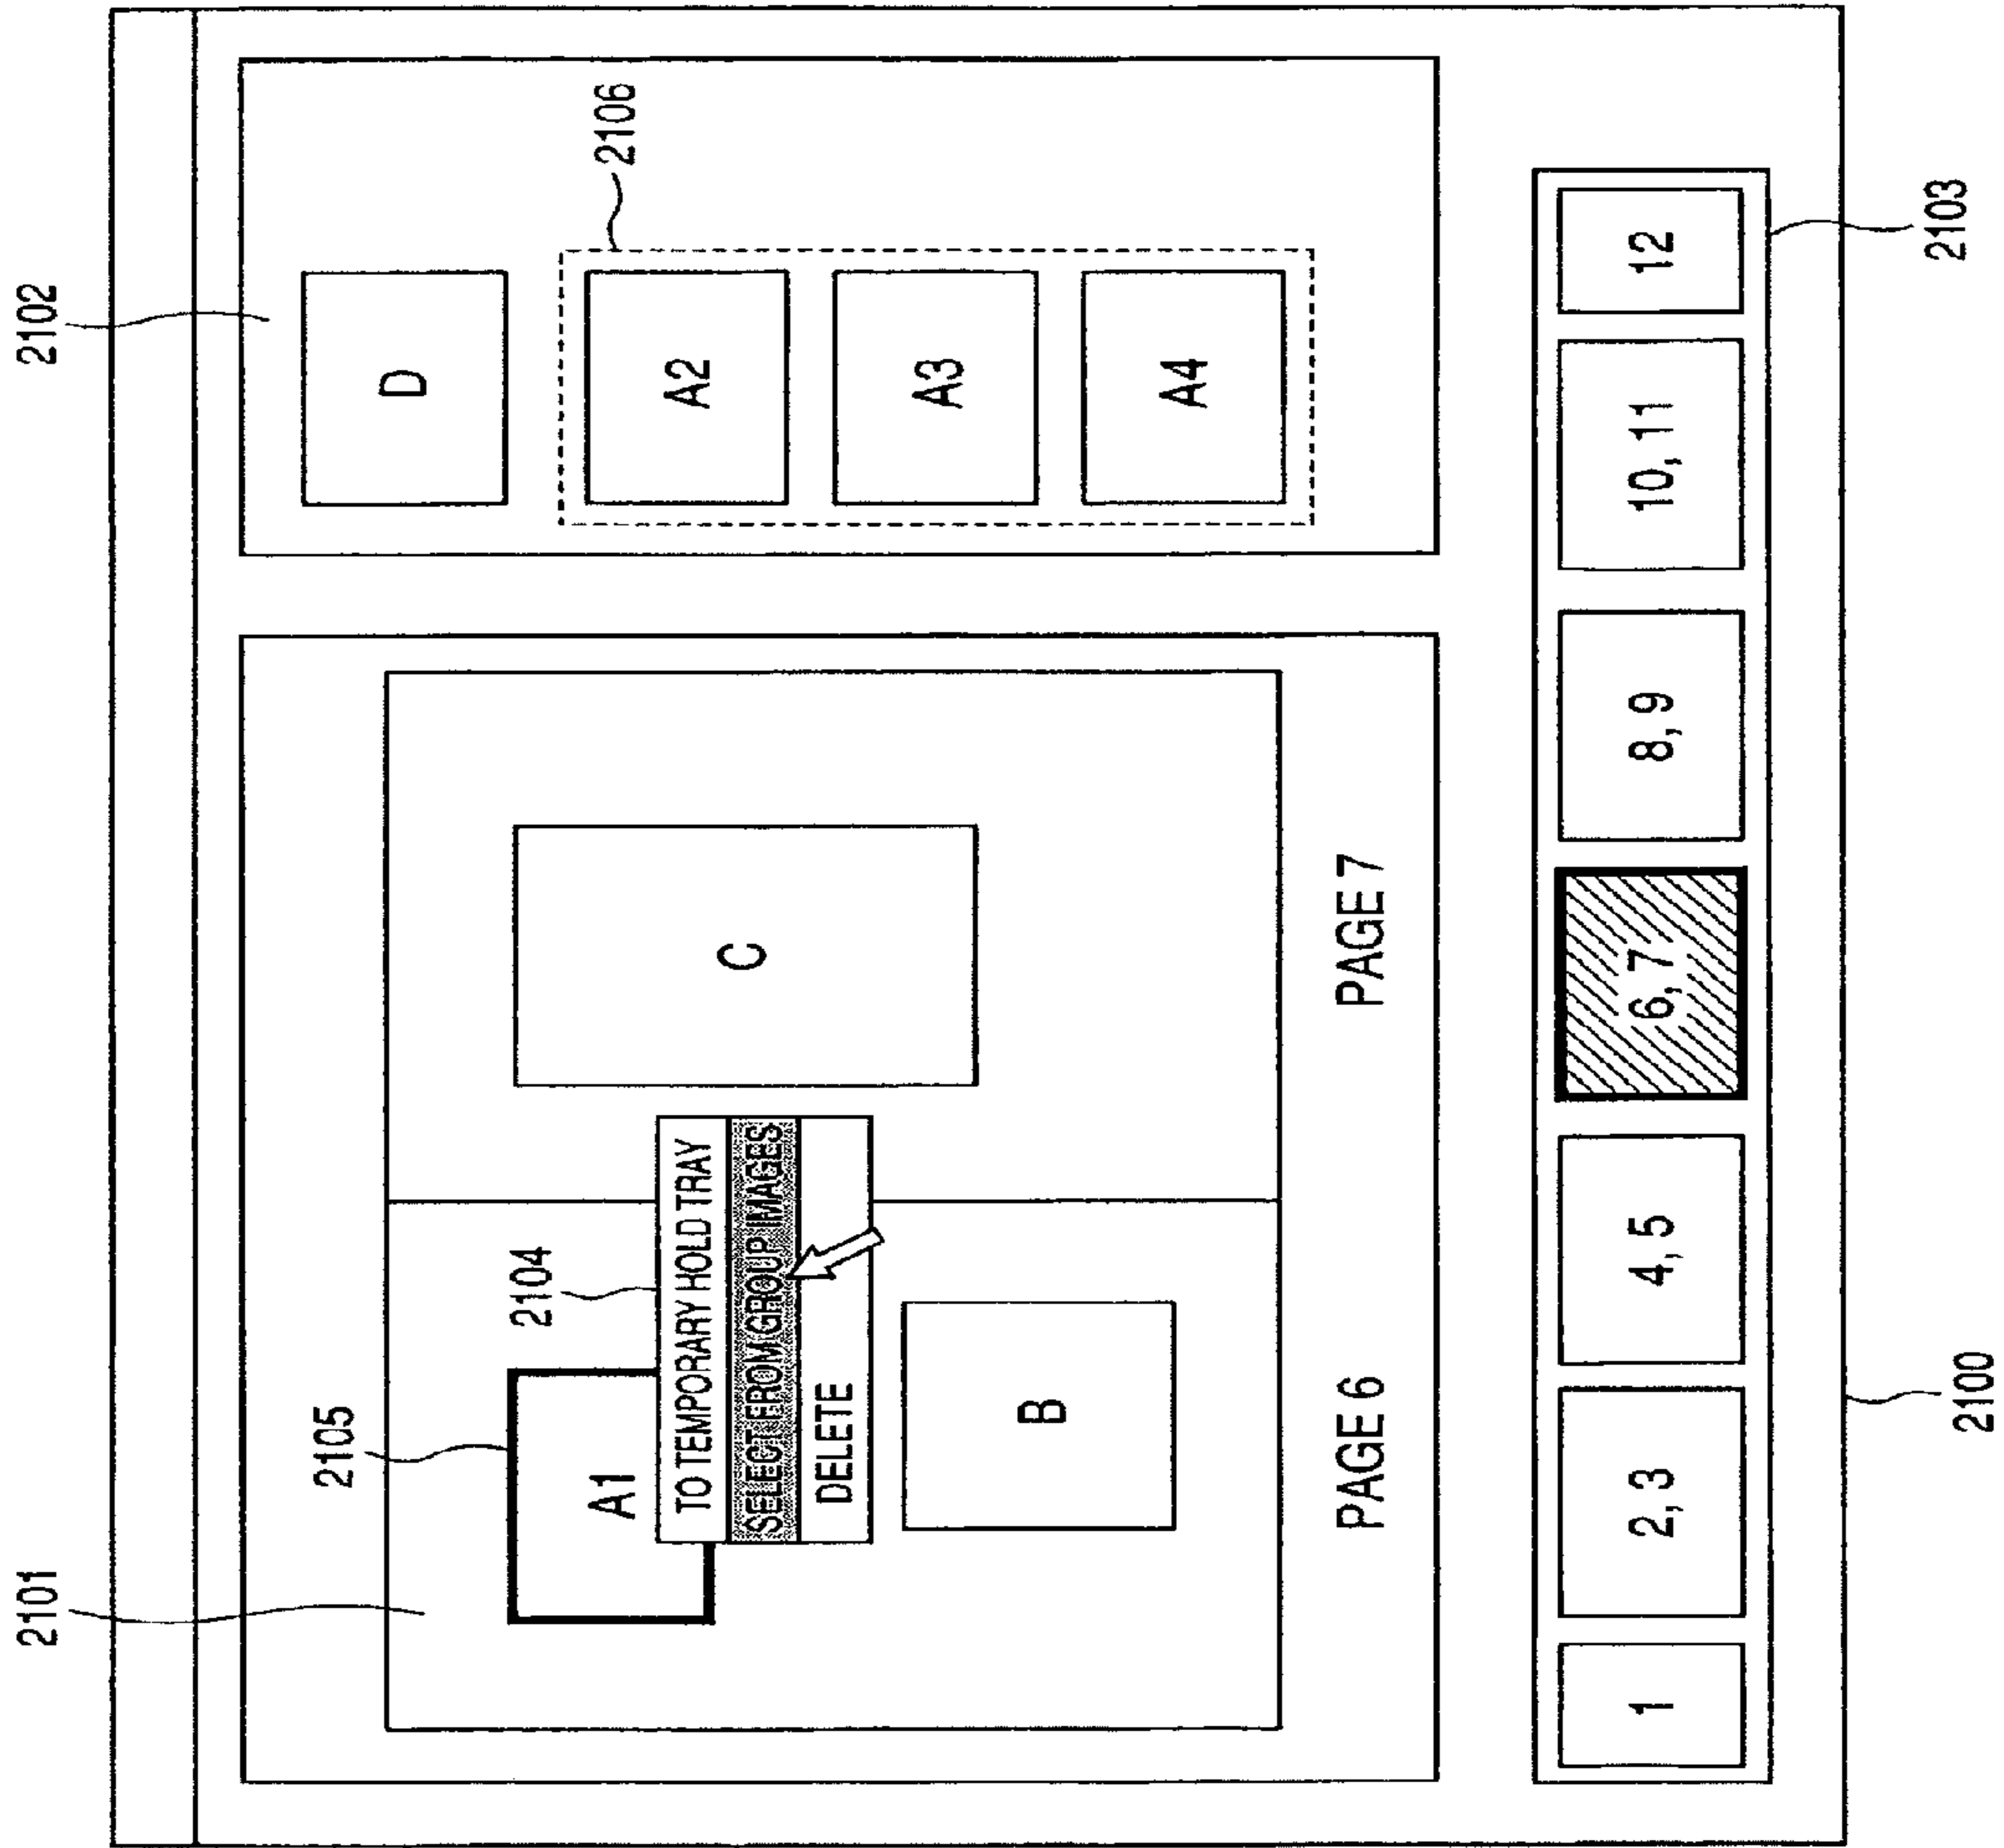 2101
2102
2105
2104
2106
A1
TO TEMPORARY HOLD TRAY
SELECT FROM GROUP IMAGES
DELETE
B
C
D
A2
A3
A4
PAGE 6
PAGE 7
1
2, 3
4, 5
6, 7
8, 9
10, 11
12
2100
2103